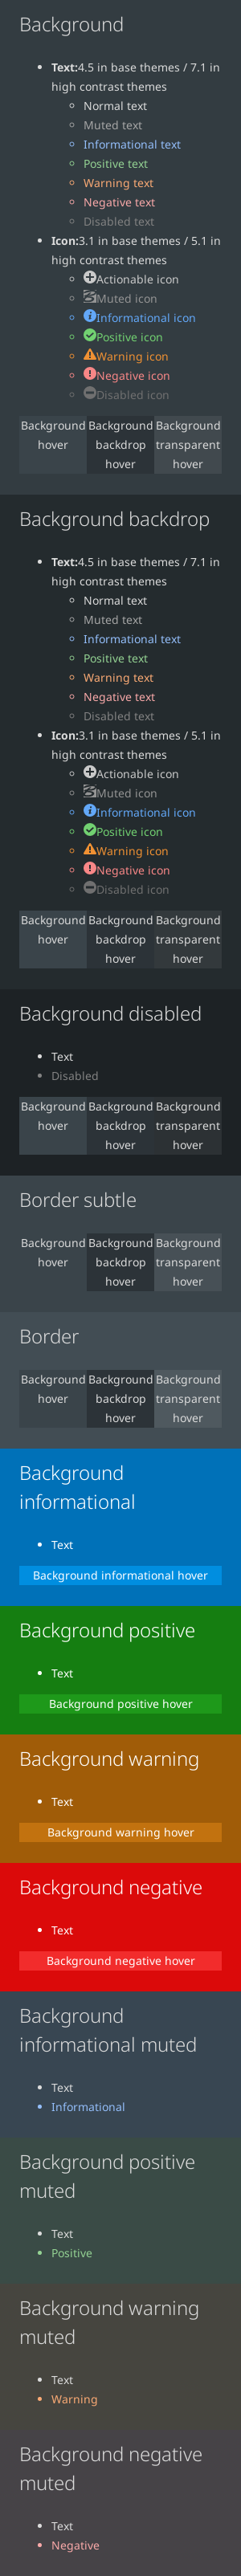 Background
Text:4.5 in base themes / 7.1 in
high contrast themes
Normal text
Muted text
Informational text
Positive text
Warning text
Negative text
Disabled text
Icon:3.1 in base themes / 5.1 in
high contrast themes
Actionable icon
Muted icon
Informational icon
Positive icon
Warning icon
Negative icon
Disabled icon
Background
hover
Background
backdrop
hover
Background
transparent
hover
Background backdrop
Text:4.5 in base themes / 7.1 in
high contrast themes
Normal text
Muted text
Informational text
Positive text
Warning text
Negative text
Disabled text
Icon:3.1 in base themes / 5.1 in
high contrast themes
Actionable icon
Muted icon
Informational icon
Positive icon
Warning icon
Negative icon
Disabled icon
Background
hover
Background
backdrop
hover
Background
transparent
hover
Background disabled
Text
Disabled
Background
hover
Background
backdrop
hover
Background
transparent
hover
Border subtle
Background
hover
Background
backdrop
hover
Background
transparent
hover
Border
Background
hover
Background
backdrop
hover
Background
transparent
hover
Background
informational
Text
Background informational hover
Background positive
Text
Background positive hover
Background warning
Text
Background warning hover
Background negative
Text
Background negative hover
Background
informational muted
Text
Informational
Background positive
muted
Text
Positive
Background warning
muted
Text
Warning
Background negative
muted
Text
Negative